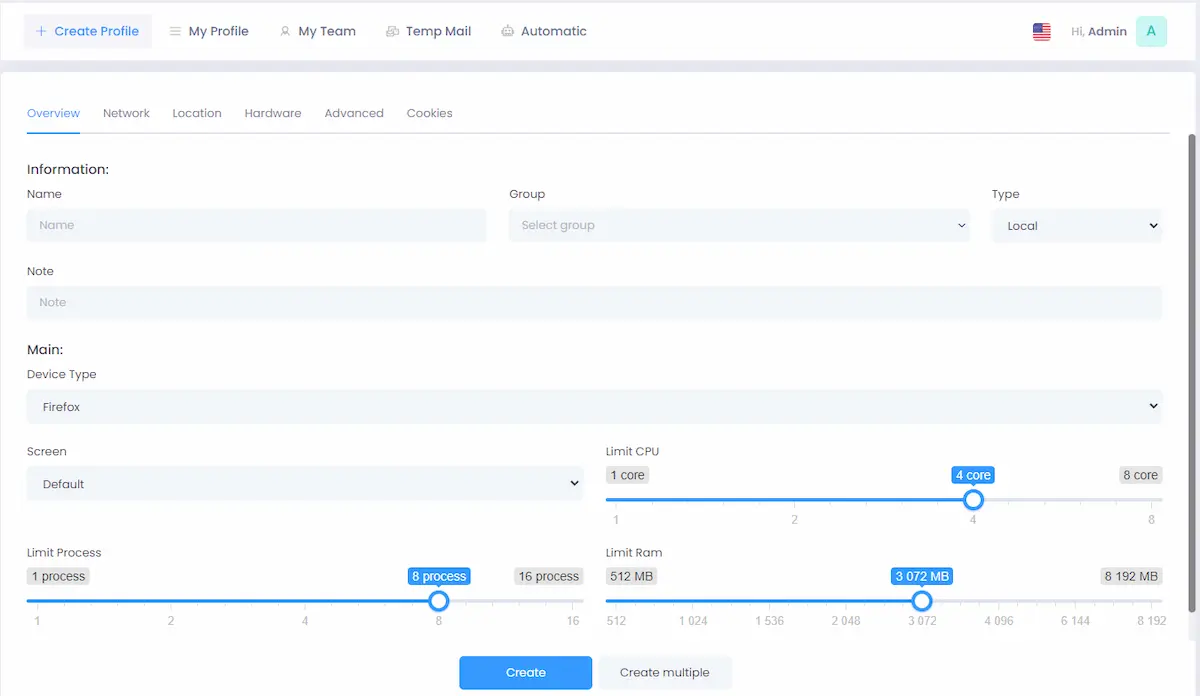 Create Profile My Profile My Team Temp Mail Automatic Hi, Admin A
Overview Network Location Hardware Advanced Cookies
Information:
Name Group Type
Name Select group Local
Note
Note
Main:
Device Type
Firefox
Screen Limit CPU
Default 1 core 4 core 8 core
1 2 4 8
Limit Process Limit Ram
1 process 8 process 16 process 512 MB 3 072 MB 8 192 MB
1 2 4 8 16 512 1 024 1 536 2 048 3 072 4 096 6 144 8 192
Create Create multiple